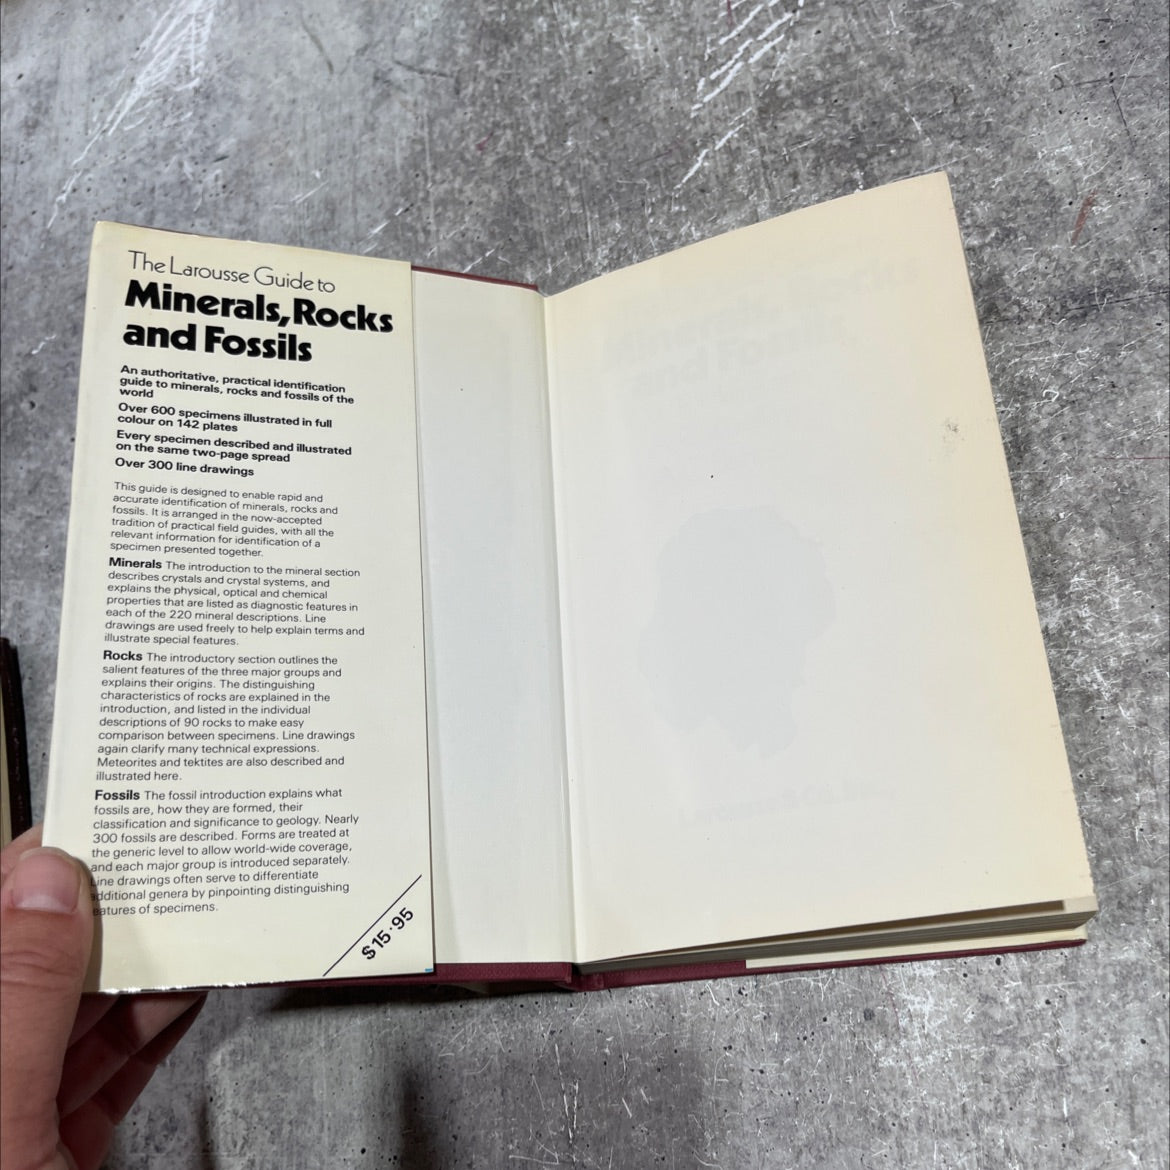 The Larousse Guide to
Minerals, Rocks
and Fossils
An authoritative, practical identification
guide to minerals, rocks and fossils of the
world
Over 600 specimens illustrated in full
colour on 142 plates
Every specimen described and illustrated
on the same two-page spread
Over 300 line drawings
This guide is designed to enable rapid and
accurate identification of minerals, rocks and
fossils. It is arranged in the now-accepted
tradition of practical field guides, with all the
relevant information for identification of a
specimen presented together.
Minerals The introduction to the mineral section
describes crystals and crystal systems, and
explains the physical, optical and chemical
properties that are listed as diagnostic features in
each of the 220 mineral descriptions. Line
drawings are used freely to help explain terms and
illustrate special features.
Rocks The introductory section outlines the
salient features of the three major groups and
explains their origins. The distinguishing
characteristics of rocks are explained in the
introduction, and listed in the individual
descriptions of 90 rocks to make easy
comparison between specimens. Line drawings
again clarify many technical expressions.
Meteorites and tektites are also described and
illustrated here.
Fossils The fossil introduction explains what
fossils are, how they are formed, their
classification and significance to geology. Nearly
300 fossils are described. Forms are treated at
the generic level to allow world-wide coverage,
and each major group is introduced separately.
Line drawings often serve to differentiate
additional genera by pinpointing distinguishing
eatures of specimens.
$15·95